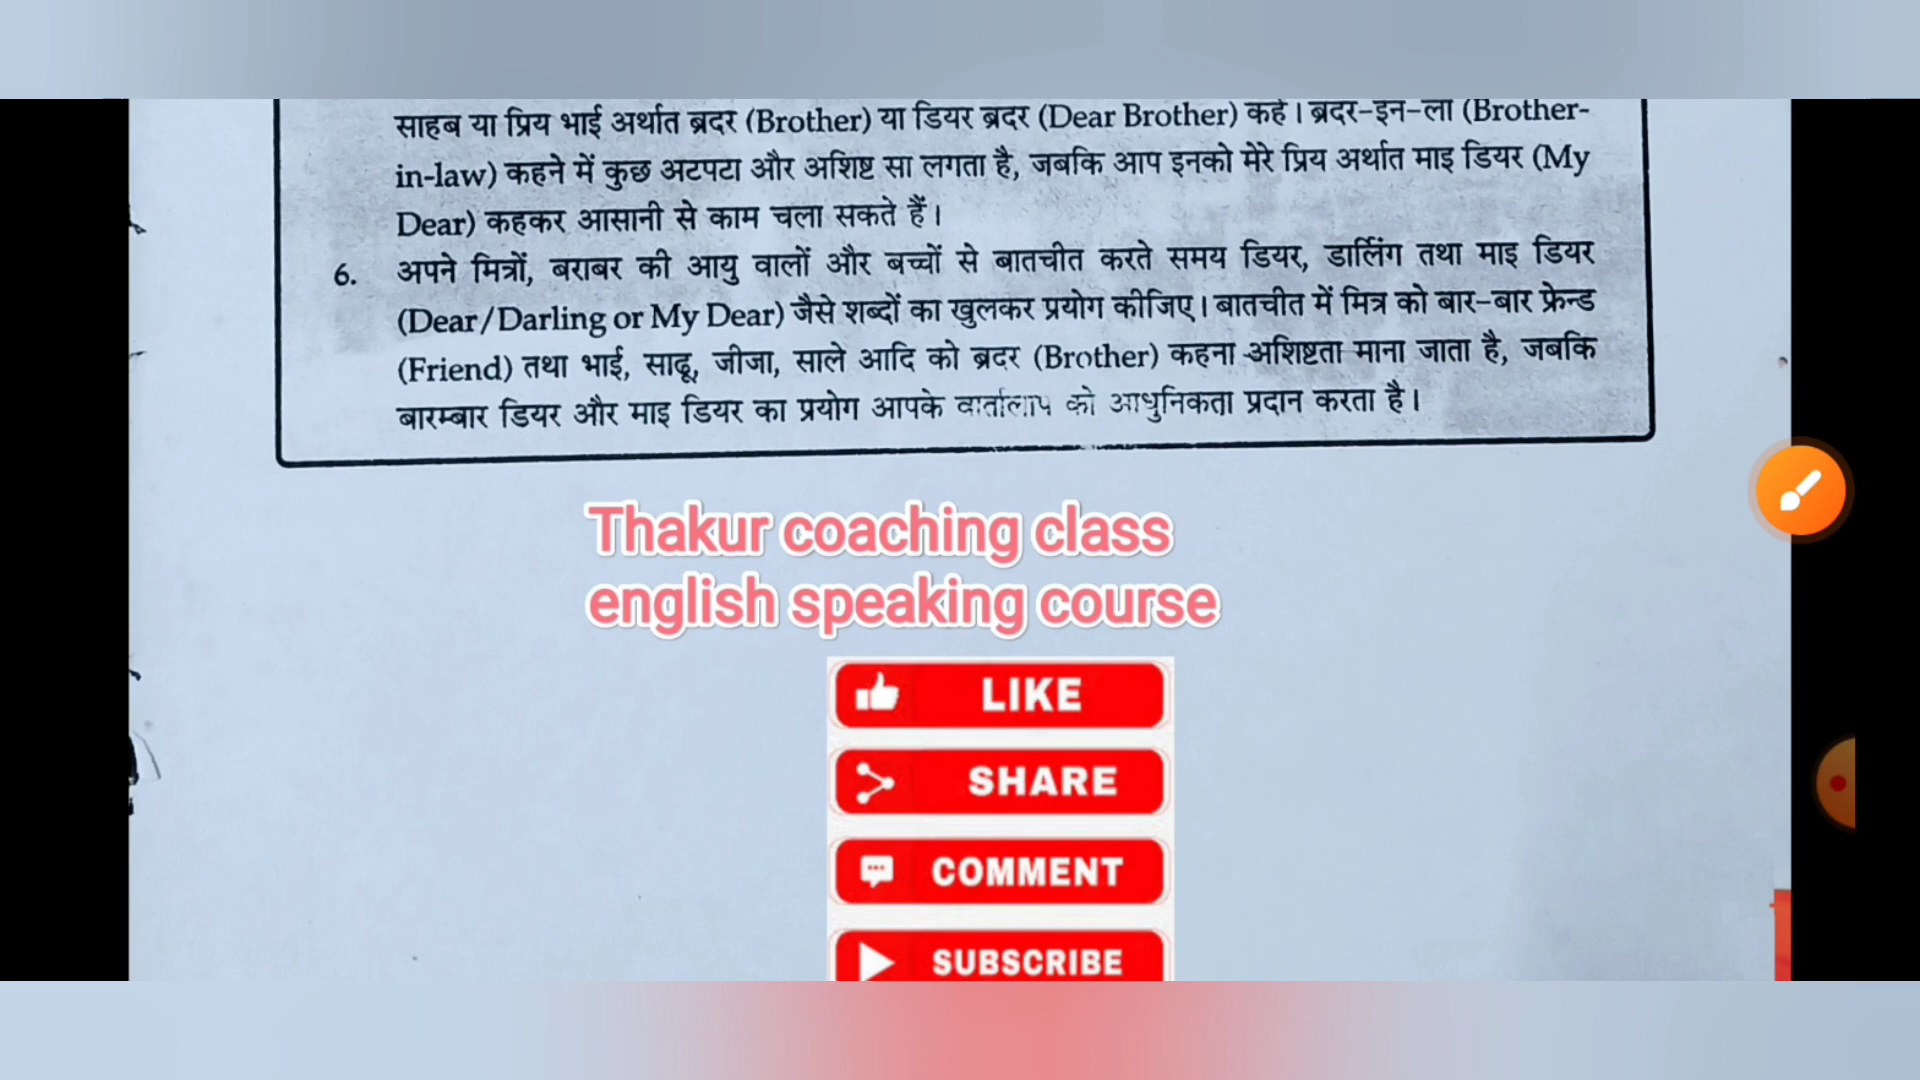 साहब या प्रिय भाई अर्थात ब्रदर (Brother) या डियर ब्रदर (Dear Brother) कहें। ब्रदर-इन-लॉ (Brother-
in-law) कहने में कुछ अटपटा और अशिष्ट सा लगता है, जबकि आप इनको मेरे प्रिय अर्थात माइ डियर (My
Dear) कहकर आसानी से काम चला सकते हैं।
6. अपने मित्रों, बराबर की आयु वालों और बच्चों से बातचीत करते समय डियर, डार्लिंग तथा माइ डियर
(Dear/Darling or My Dear) जैसे शब्दों का खुलकर प्रयोग कीजिए। बातचीत में मित्र को बार-बार फ्रेन्ड
(Friend) तथा भाई, साढू, जीजा, साले आदि को ब्रदर (Brother) कहना अशिष्टता माना जाता है, जबकि
बारम्बार डियर और माइ डियर का प्रयोग आपके वार्तालाप को आधुनिकता प्रदान करता है।
Thakur coaching class
english speaking course
LIKE
SHARE
COMMENT
SUBSCRIBE